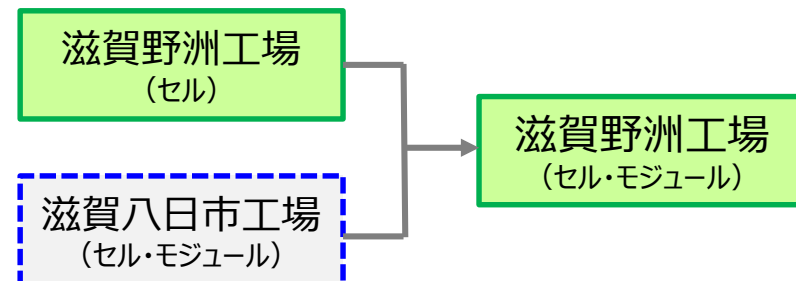 滋賀野洲工場
（セル）
滋賀八日市工場
（セル・モジュール）
滋賀野洲工場
（セル・モジュール）